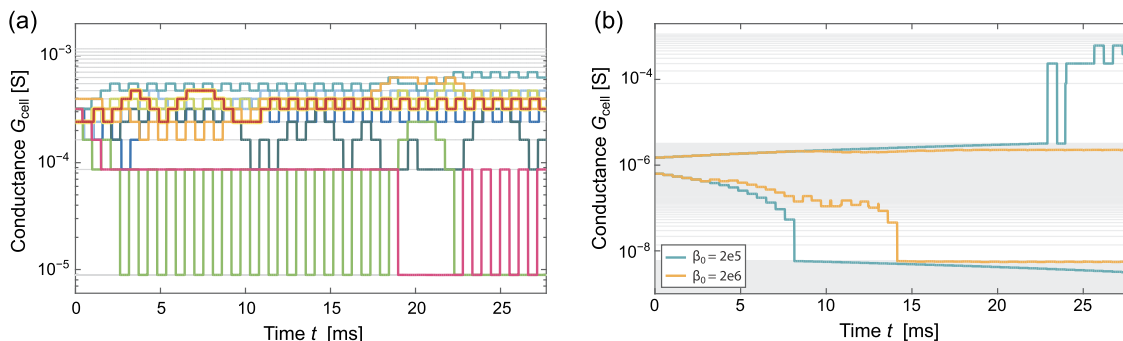 (a)
Conductance G_cell [S]
10⁻³
10⁻⁴
10⁻⁵
0 5 10 15 20 25
Time t [ms]
(b)
Conductance G_cell [S]
10⁻⁴
10⁻⁶
10⁻⁸
β₀ = 2e5
β₀ = 2e6
0 5 10 15 20 25
Time t [ms]